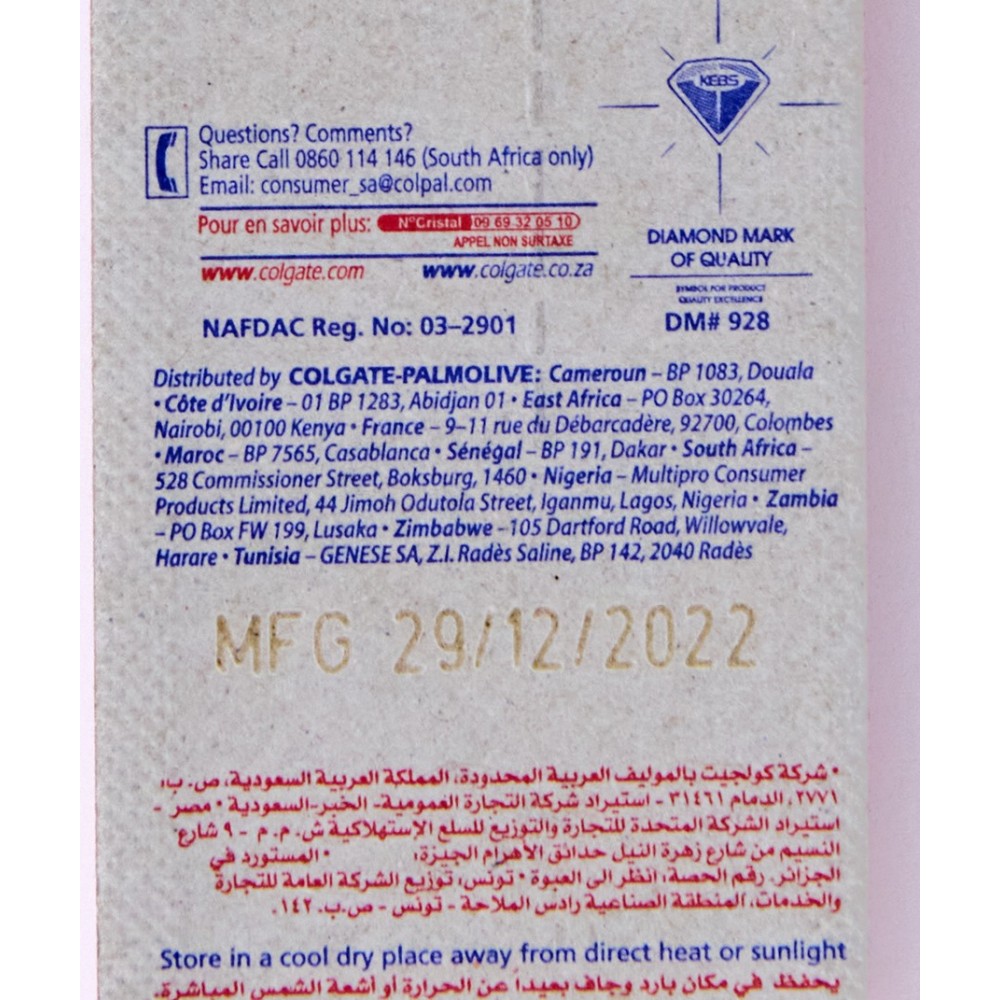 KEBS
Questions? Comments?
Share Call 0860 114 146 (South Africa only)
Email: consumer_sa@colpal.com
Pour en savoir plus: N°Cristal 09 69 32 05 10
APPEL NON SURTAXE
www.colgate.com www.colgate.co.za
DIAMOND MARK
OF QUALITY
SYMBOL FOR PRODUCT
QUALITY EXCELLENCE
DM# 928
NAFDAC Reg. No: 03–2901
Distributed by COLGATE-PALMOLIVE: Cameroun – BP 1083, Douala
• Côte d'Ivoire – 01 BP 1283, Abidjan 01 • East Africa – PO Box 30264,
Nairobi, 00100 Kenya • France – 9–11 rue du Débarcadère, 92700, Colombes
• Maroc – BP 7565, Casablanca • Sénégal – BP 191, Dakar • South Africa –
528 Commissioner Street, Boksburg, 1460 • Nigeria – Multipro Consumer
Products Limited, 44 Jimoh Odutola Street, Iganmu, Lagos, Nigeria • Zambia
– PO Box FW 199, Lusaka • Zimbabwe –105 Dartford Road, Willowvale,
Harare • Tunisia – GENESE SA, Z.I. Radès Saline, BP 142, 2040 Radès
MFG 29/12/2022
• شركة كولجيت بالموليف العربية المحدودة، المملكة العربية السعودية، ص. ب،
٢٧٧١، الدمام ٣١٤٦١ - استيراد شركة التجارة العمومية- الخبر-السعودية • مصر -
استيراد الشركة المتحدة للتجارة والتوزيع للسلع الإستهلاكية ش. م. م - ٩ شارع
النسيم من شارع زهرة النيل حدائق الأهرام الجيزة، • المستورد في
الجزائر. رقم الحصة، انظر الى العبوة • تونس، توزيع الشركة العامة للتجارة
والخدمات، المنطقة الصناعية رادس الملاحة - تونس - ص.ب. ١٤٢.
Store in a cool dry place away from direct heat or sunlight
يحفظ في مكان بارد وجاف بعيدا عن الحرارة أو أشعة الشمس المباشرة.